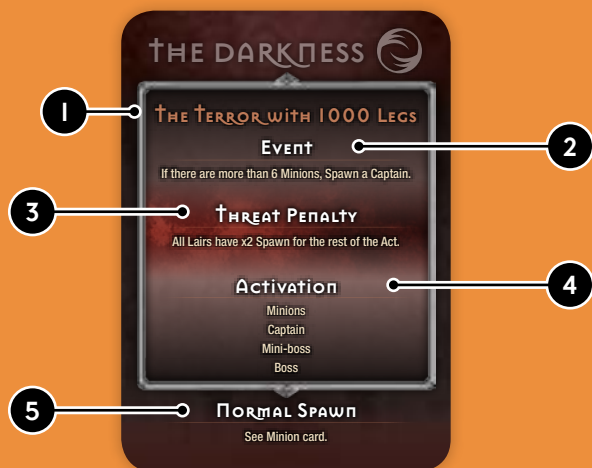 THE DARKNESS
1
THE TERROR WITH 1000 LEGS
EVENT
2
If there are more than 6 Minions, Spawn a Captain.
3
THREAT PENALTY
All Lairs have x2 Spawn for the rest of the Act.
ACTIVATION
4
Minions
Captain
Mini-boss
Boss
5
NORMAL SPAWN
See Minion card.